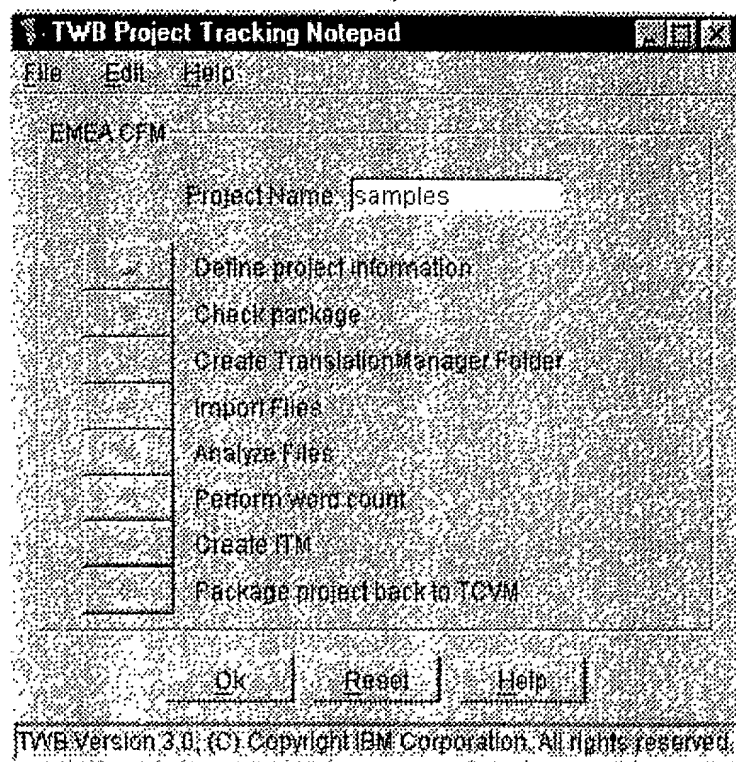 TWB Project Tracking Notepad
File Edit Help
EMEA CFM
Project Name: samples
Define project information
Check package
Create TranslationManager Folder
Import Files
Analyze Files
Perform word count
Create ITM
Package project back to TCVM
Ok Reset Help
TWB Version 3.0, (C) Copyright IBM Corporation. All rights reserved.